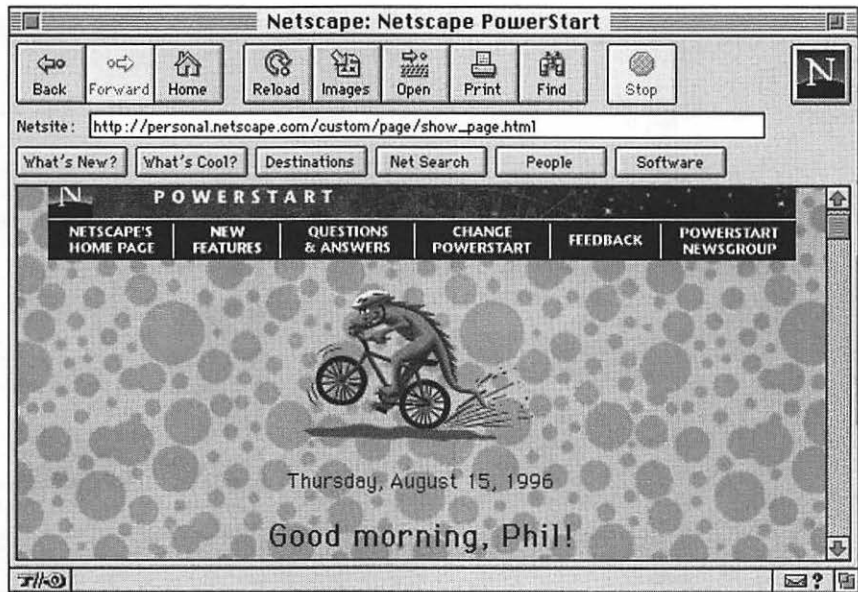 Netscape: Netscape PowerStart
Back Forward Home Reload Images Open Print Find Stop N
Netsite: http://personal.netscape.com/custom/page/show_page.html
What's New? What's Cool? Destinations Net Search People Software
N POWERSTART
NETSCAPE'S HOME PAGE NEW FEATURES QUESTIONS & ANSWERS CHANGE POWERSTART FEEDBACK POWERSTART NEWSGROUP
Thursday, August 15, 1996
Good morning, Phil!
?